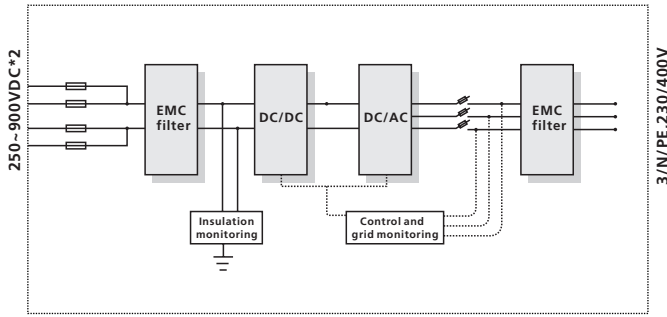 250~900VDC*2
EMC
filter
DC/DC
DC/AC
EMC
filter
3/N/PE,230/400V
Insulation
monitoring
Control and
grid monitoring